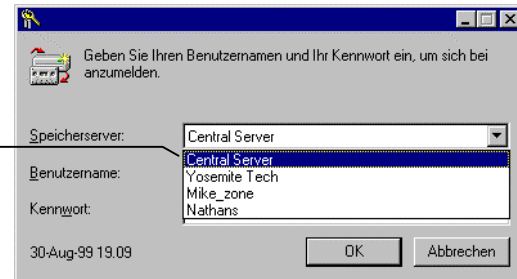 Geben Sie Ihren Benutzernamen und Ihr Kennwort ein, um sich bei
anzumelden.
Speicherserver:
Central Server
Central Server
Yosemite Tech
Benutzername:
Mike_zone
Nathans
Kennwort:
30-Aug-99 19.09
OK
Abbrechen